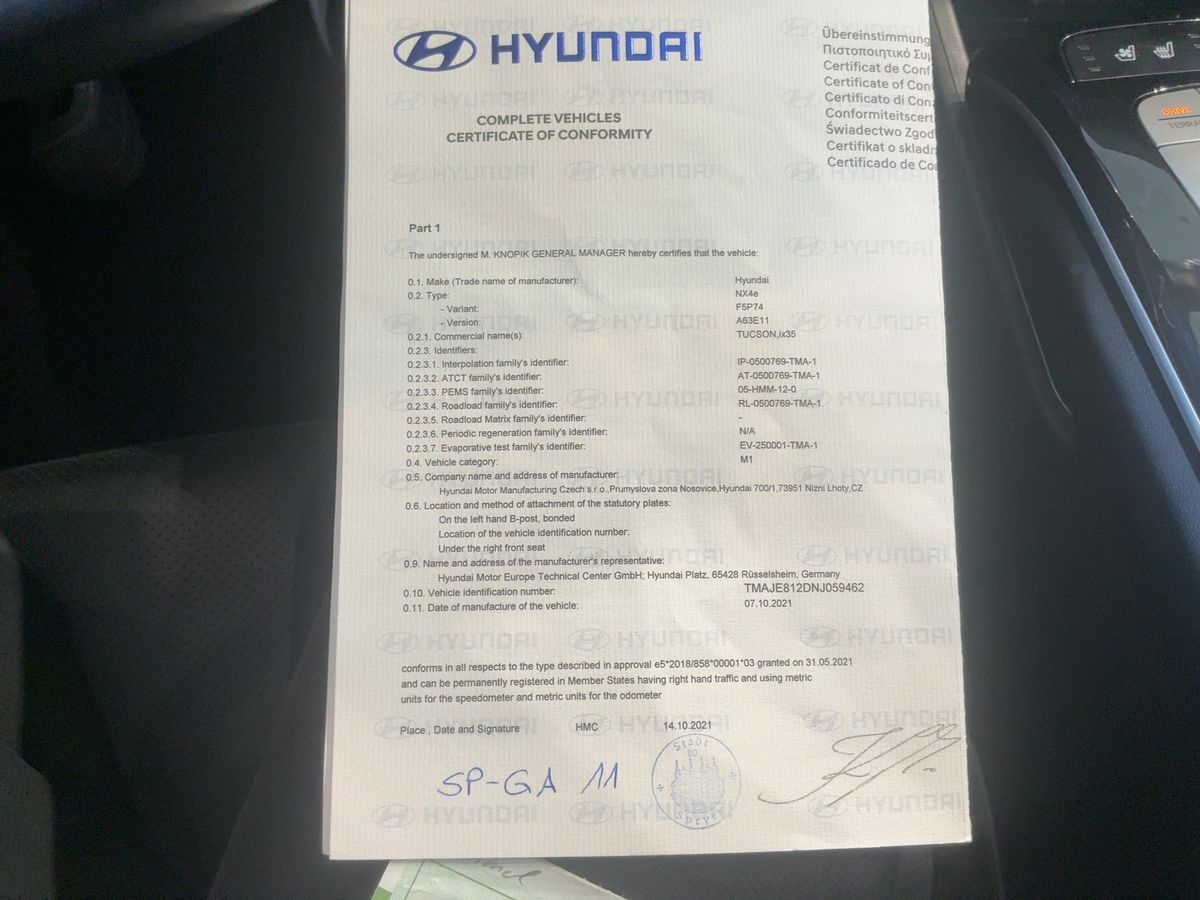 HYUNDAI
COMPLETE VEHICLES
CERTIFICATE OF CONFORMITY
Übereinstimmung
Πιστοποιητικό Συμ
Certificat de Conf
Certificate of Con
Certificato di Con
Conformiteitscert
Świadectwo Zgod
Certifikat o skladn
Certificado de Co
DRIVE
TERRA
Part 1
The undersigned M. KNOPIK GENERAL MANAGER hereby certifies that the vehicle:
0.1. Make (Trade name of manufacturer): Hyundai
0.2. Type: NX4e
- Variant: F5P74
- Version: A63E11
0.2.1. Commercial name(s): TUCSON,ix35
0.2.3. Identifiers:
0.2.3.1. Interpolation family's identifier: IP-0500769-TMA-1
0.2.3.2. ATCT family's identifier: AT-0500769-TMA-1
0.2.3.3. PEMS family's identifier: 05-HMM-12-0
0.2.3.4. Roadload family's identifier: RL-0500769-TMA-1
0.2.3.5. Roadload Matrix family's identifier: -
0.2.3.6. Periodic regeneration family's identifier: N/A
0.2.3.7. Evaporative test family's identifier: EV-250001-TMA-1
0.4. Vehicle category: M1
0.5. Company name and address of manufacturer:
Hyundai Motor Manufacturing Czech s.r.o.,Prumyslova zona Nosovice,Hyundai 700/1,73951 Nizni Lhoty,CZ
0.6. Location and method of attachment of the statutory plates:
On the left hand B-post, bonded
Location of the vehicle identification number:
Under the right front seat
0.9. Name and address of the manufacturer's representative:
Hyundai Motor Europe Technical Center GmbH; Hyundai Platz, 65428 Rüsselsheim, Germany
0.10. Vehicle identification number: TMAJE812DNJ059462
0.11. Date of manufacture of the vehicle: 07.10.2021
conforms in all respects to the type described in approval e5*2018/858*00001*03 granted on 31.05.2021
and can be permanently registered in Member States having right hand traffic and using metric
units for the speedometer and metric units for the odometer
Place , Date and Signature HMC 14.10.2021
SP-GA 11
Stadt
80
Speyer